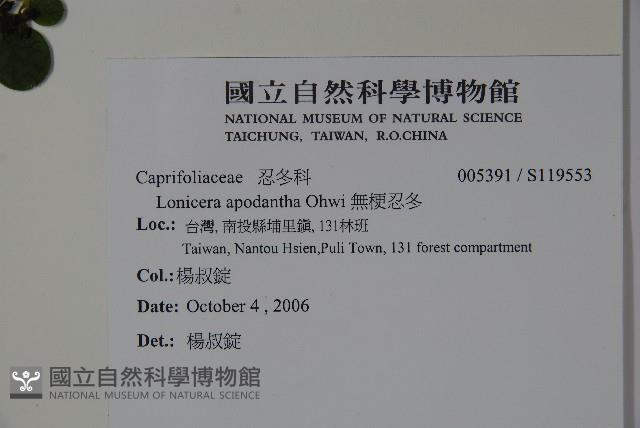 國立自然科學博物館
NATIONAL MUSEUM OF NATURAL SCIENCE
TAICHUNG, TAIWAN, R.O.CHINA
Caprifoliaceae 忍冬科 005391 / S119553
Lonicera apodantha Ohwi 無梗忍冬
Loc.: 台灣, 南投縣埔里鎮, 131林班
Taiwan, Nantou Hsien,Puli Town, 131 forest compartment
Col.:楊叔錠
Date: October 4 , 2006
Det.: 楊叔錠
國立自然科學博物館
NATIONAL MUSEUM OF NATURAL SCIENCE